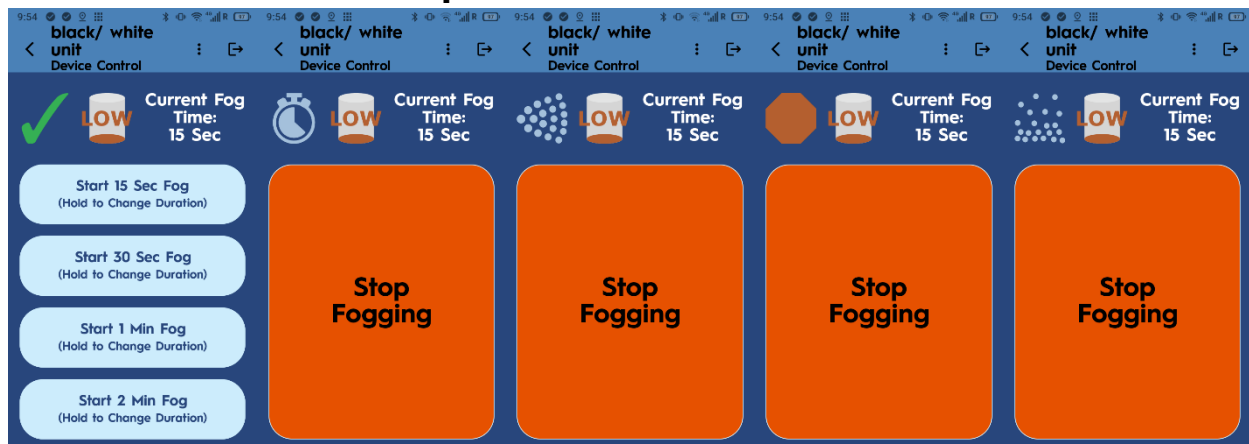 9:54
black/ white
unit
Device Control
LOW
Current Fog
Time:
15 Sec
Start 15 Sec Fog
(Hold to Change Duration)
Start 30 Sec Fog
(Hold to Change Duration)
Start 1 Min Fog
(Hold to Change Duration)
Start 2 Min Fog
(Hold to Change Duration)
9:54
black/ white
unit
Device Control
LOW
Current Fog
Time:
15 Sec
Stop
Fogging
9:54
black/ white
unit
Device Control
LOW
Current Fog
Time:
15 Sec
Stop
Fogging
9:54
black/ white
unit
Device Control
LOW
Current Fog
Time:
15 Sec
Stop
Fogging
9:54
black/ white
unit
Device Control
LOW
Current Fog
Time:
15 Sec
Stop
Fogging